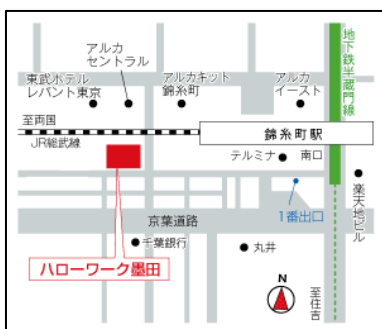 アルカ
セントラル
東武ホテル
レバント東京
アルカキット
錦糸町
アルカ
イースト
地下鉄半蔵門線
至両国
JR総武線
錦糸町駅
テルミナ
南口
1番出口
楽天地ビル
京葉道路
千葉銀行
丸井
ハローワーク墨田
N
至住吉